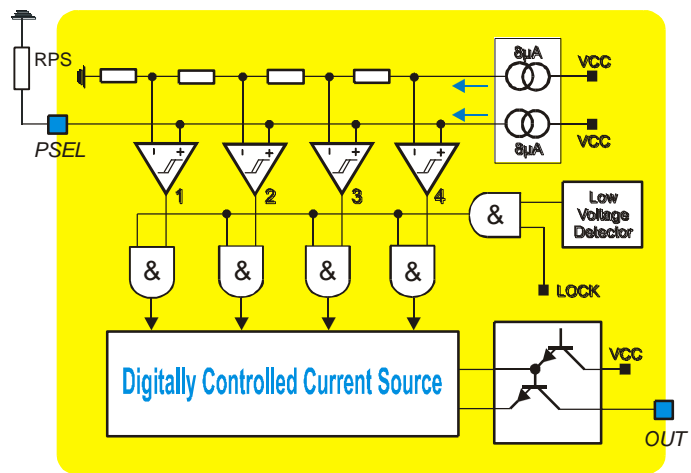 RPS
8µA
VCC
PSEL
8µA
VCC
- +
- +
- +
- +
1
2
3
4
&
Low
Voltage
Detector
&
&
&
&
LOCK
Digitally Controlled Current Source
VCC
OUT